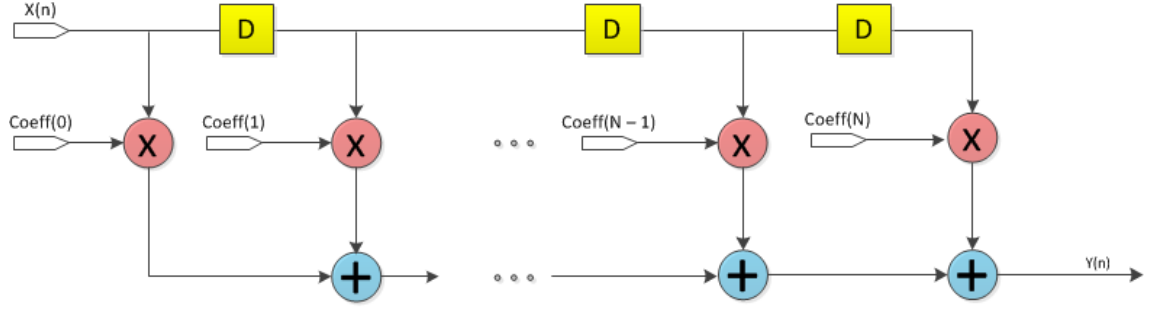 X(n)
D
D
D
Coeff(0)
Coeff(1)
Coeff(N – 1)
Coeff(N)
X
X
X
X
+
+
+
Y(n)